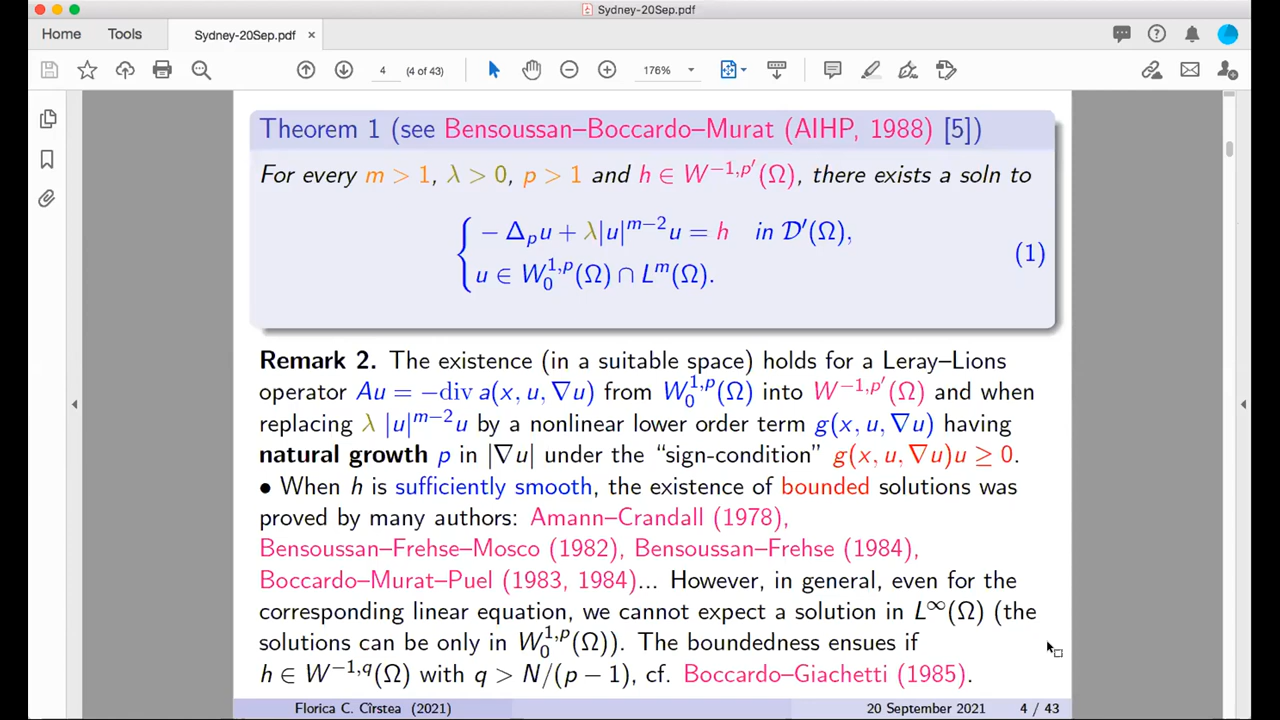 Sydney-20Sep.pdf
Home Tools Sydney-20Sep.pdf ×
4 (4 of 43) 176%
Theorem 1 (see Bensoussan–Boccardo–Murat (AIHP, 1988) [5])
For every m > 1, λ > 0, p > 1 and h ∈ W^{−1,p′}(Ω), there exists a soln to
− Δ_p u + λ|u|^{m−2}u = h in D′(Ω),
u ∈ W_0^{1,p}(Ω) ∩ L^m(Ω).
(1)
Remark 2. The existence (in a suitable space) holds for a Leray–Lions
operator Au = −div a(x, u, ∇u) from W_0^{1,p}(Ω) into W^{−1,p′}(Ω) and when
replacing λ |u|^{m−2}u by a nonlinear lower order term g(x, u, ∇u) having
natural growth p in |∇u| under the “sign-condition” g(x, u, ∇u)u ≥ 0.
• When h is sufficiently smooth, the existence of bounded solutions was
proved by many authors: Amann–Crandall (1978),
Bensoussan–Frehse–Mosco (1982), Bensoussan–Frehse (1984),
Boccardo–Murat–Puel (1983, 1984)... However, in general, even for the
corresponding linear equation, we cannot expect a solution in L^∞(Ω) (the
solutions can be only in W_0^{1,p}(Ω)). The boundedness ensues if
h ∈ W^{−1,q}(Ω) with q > N/(p − 1), cf. Boccardo–Giachetti (1985).
Florica C. Cîrstea (2021) 20 September 2021 4 / 43